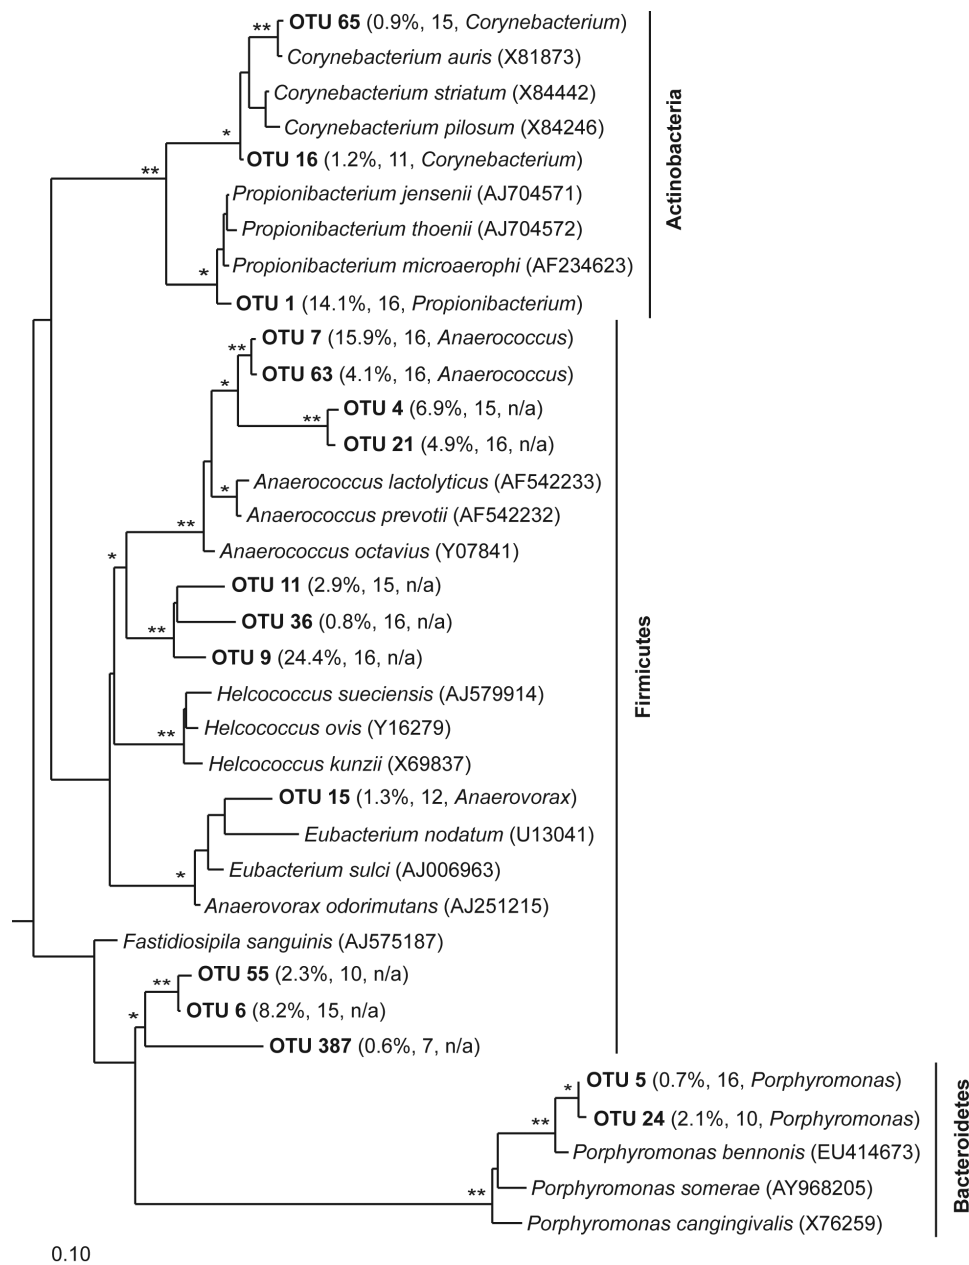 ** OTU 65 (0.9%, 15, Corynebacterium)
Corynebacterium auris (X81873)
Corynebacterium striatum (X84442)
Corynebacterium pilosum (X84246)
*
OTU 16 (1.2%, 11, Corynebacterium)
**
Propionibacterium jensenii (AJ704571)
Propionibacterium thoenii (AJ704572)
Propionibacterium microaerophi (AF234623)
*
OTU 1 (14.1%, 16, Propionibacterium)
Actinobacteria
OTU 7 (15.9%, 16, Anaerococcus)
**
OTU 63 (4.1%, 16, Anaerococcus)
*
OTU 4 (6.9%, 15, n/a)
**
OTU 21 (4.9%, 16, n/a)
Anaerococcus lactolyticus (AF542233)
*
Anaerococcus prevotii (AF542232)
**
Anaerococcus octavius (Y07841)
*
OTU 11 (2.9%, 15, n/a)
OTU 36 (0.8%, 16, n/a)
**
OTU 9 (24.4%, 16, n/a)
Helcococcus sueciensis (AJ579914)
Helcococcus ovis (Y16279)
**
Helcococcus kunzii (X69837)
OTU 15 (1.3%, 12, Anaerovorax)
Eubacterium nodatum (U13041)
Eubacterium sulci (AJ006963)
*
Anaerovorax odorimutans (AJ251215)
Fastidiosipila sanguinis (AJ575187)
OTU 55 (2.3%, 10, n/a)
**
OTU 6 (8.2%, 15, n/a)
*
OTU 387 (0.6%, 7, n/a)
Firmicutes
OTU 5 (0.7%, 16, Porphyromonas)
*
OTU 24 (2.1%, 10, Porphyromonas)
**
Porphyromonas bennonis (EU414673)
Porphyromonas somerae (AY968205)
**
Porphyromonas cangingivalis (X76259)
Bacteroidetes
0.10